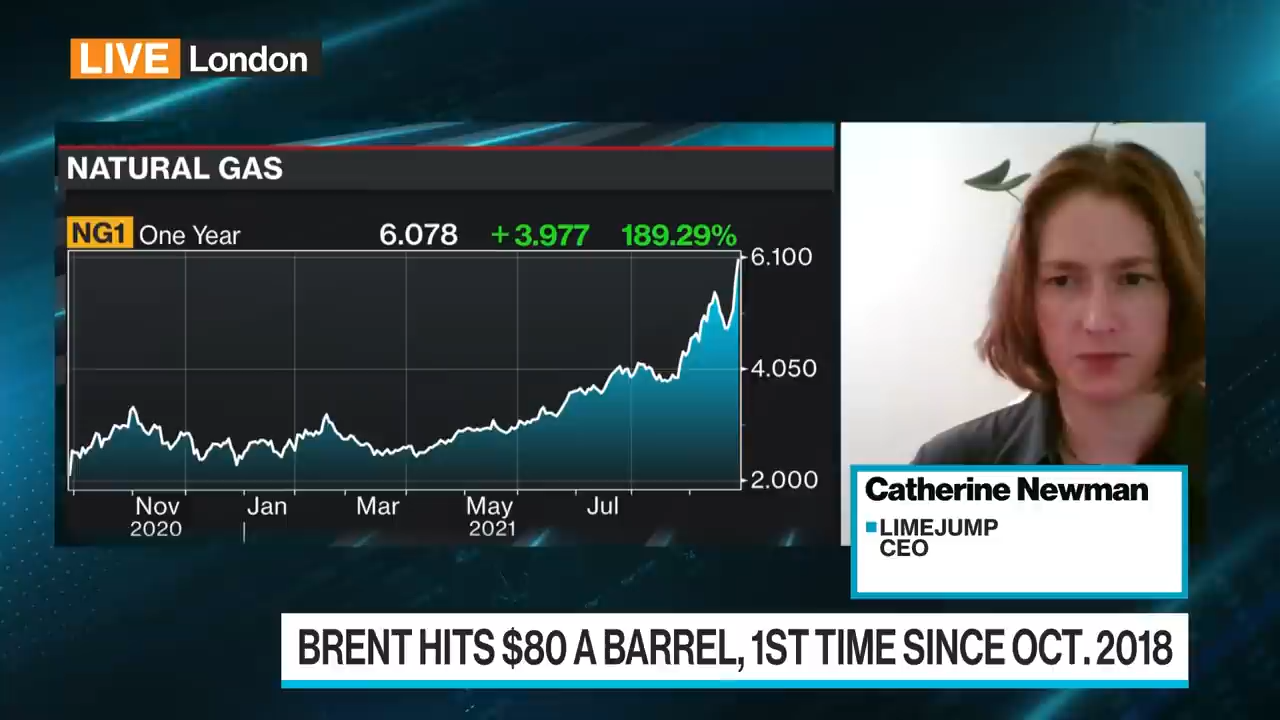 LIVE London
NATURAL GAS
NG1 One Year 6.078 +3.977 189.29%
6.100
4.050
2.000
Nov Jan Mar May Jul
2020 2021
Catherine Newman
LIMEJUMP
CEO
BRENT HITS $80 A BARREL, 1ST TIME SINCE OCT. 2018